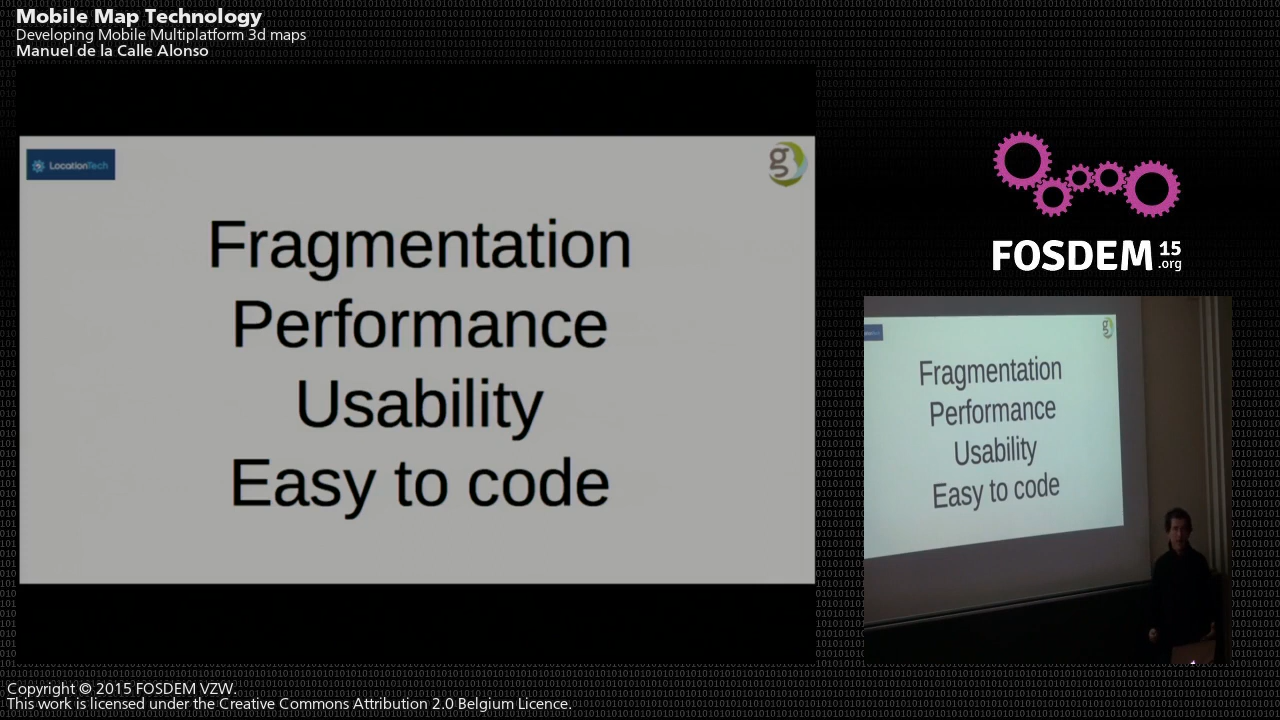 Mobile Map Technology
Developing Mobile Multiplatform 3d maps
Manuel de la Calle Alonso
LocationTech
g
Fragmentation
Performance
Usability
Easy to code
FOSDEM 15
.org
g
Fragmentation
Performance
Usability
Easy to code
Copyright © 2015 FOSDEM VZW.
This work is licensed under the Creative Commons Attribution 2.0 Belgium Licence.